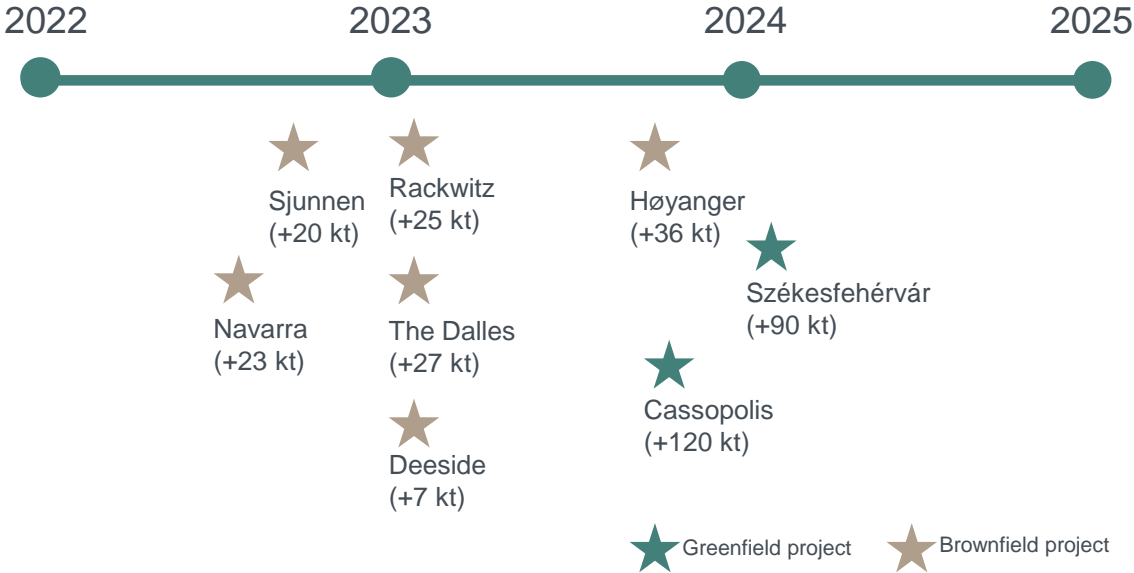 2022
2023
2024
2025
Sjunnen
(+20 kt)
Rackwitz
(+25 kt)
Høyanger
(+36 kt)
Székesfehérvár
(+90 kt)
Navarra
(+23 kt)
The Dalles
(+27 kt)
Cassopolis
(+120 kt)
Deeside
(+7 kt)
Greenfield project
Brownfield project